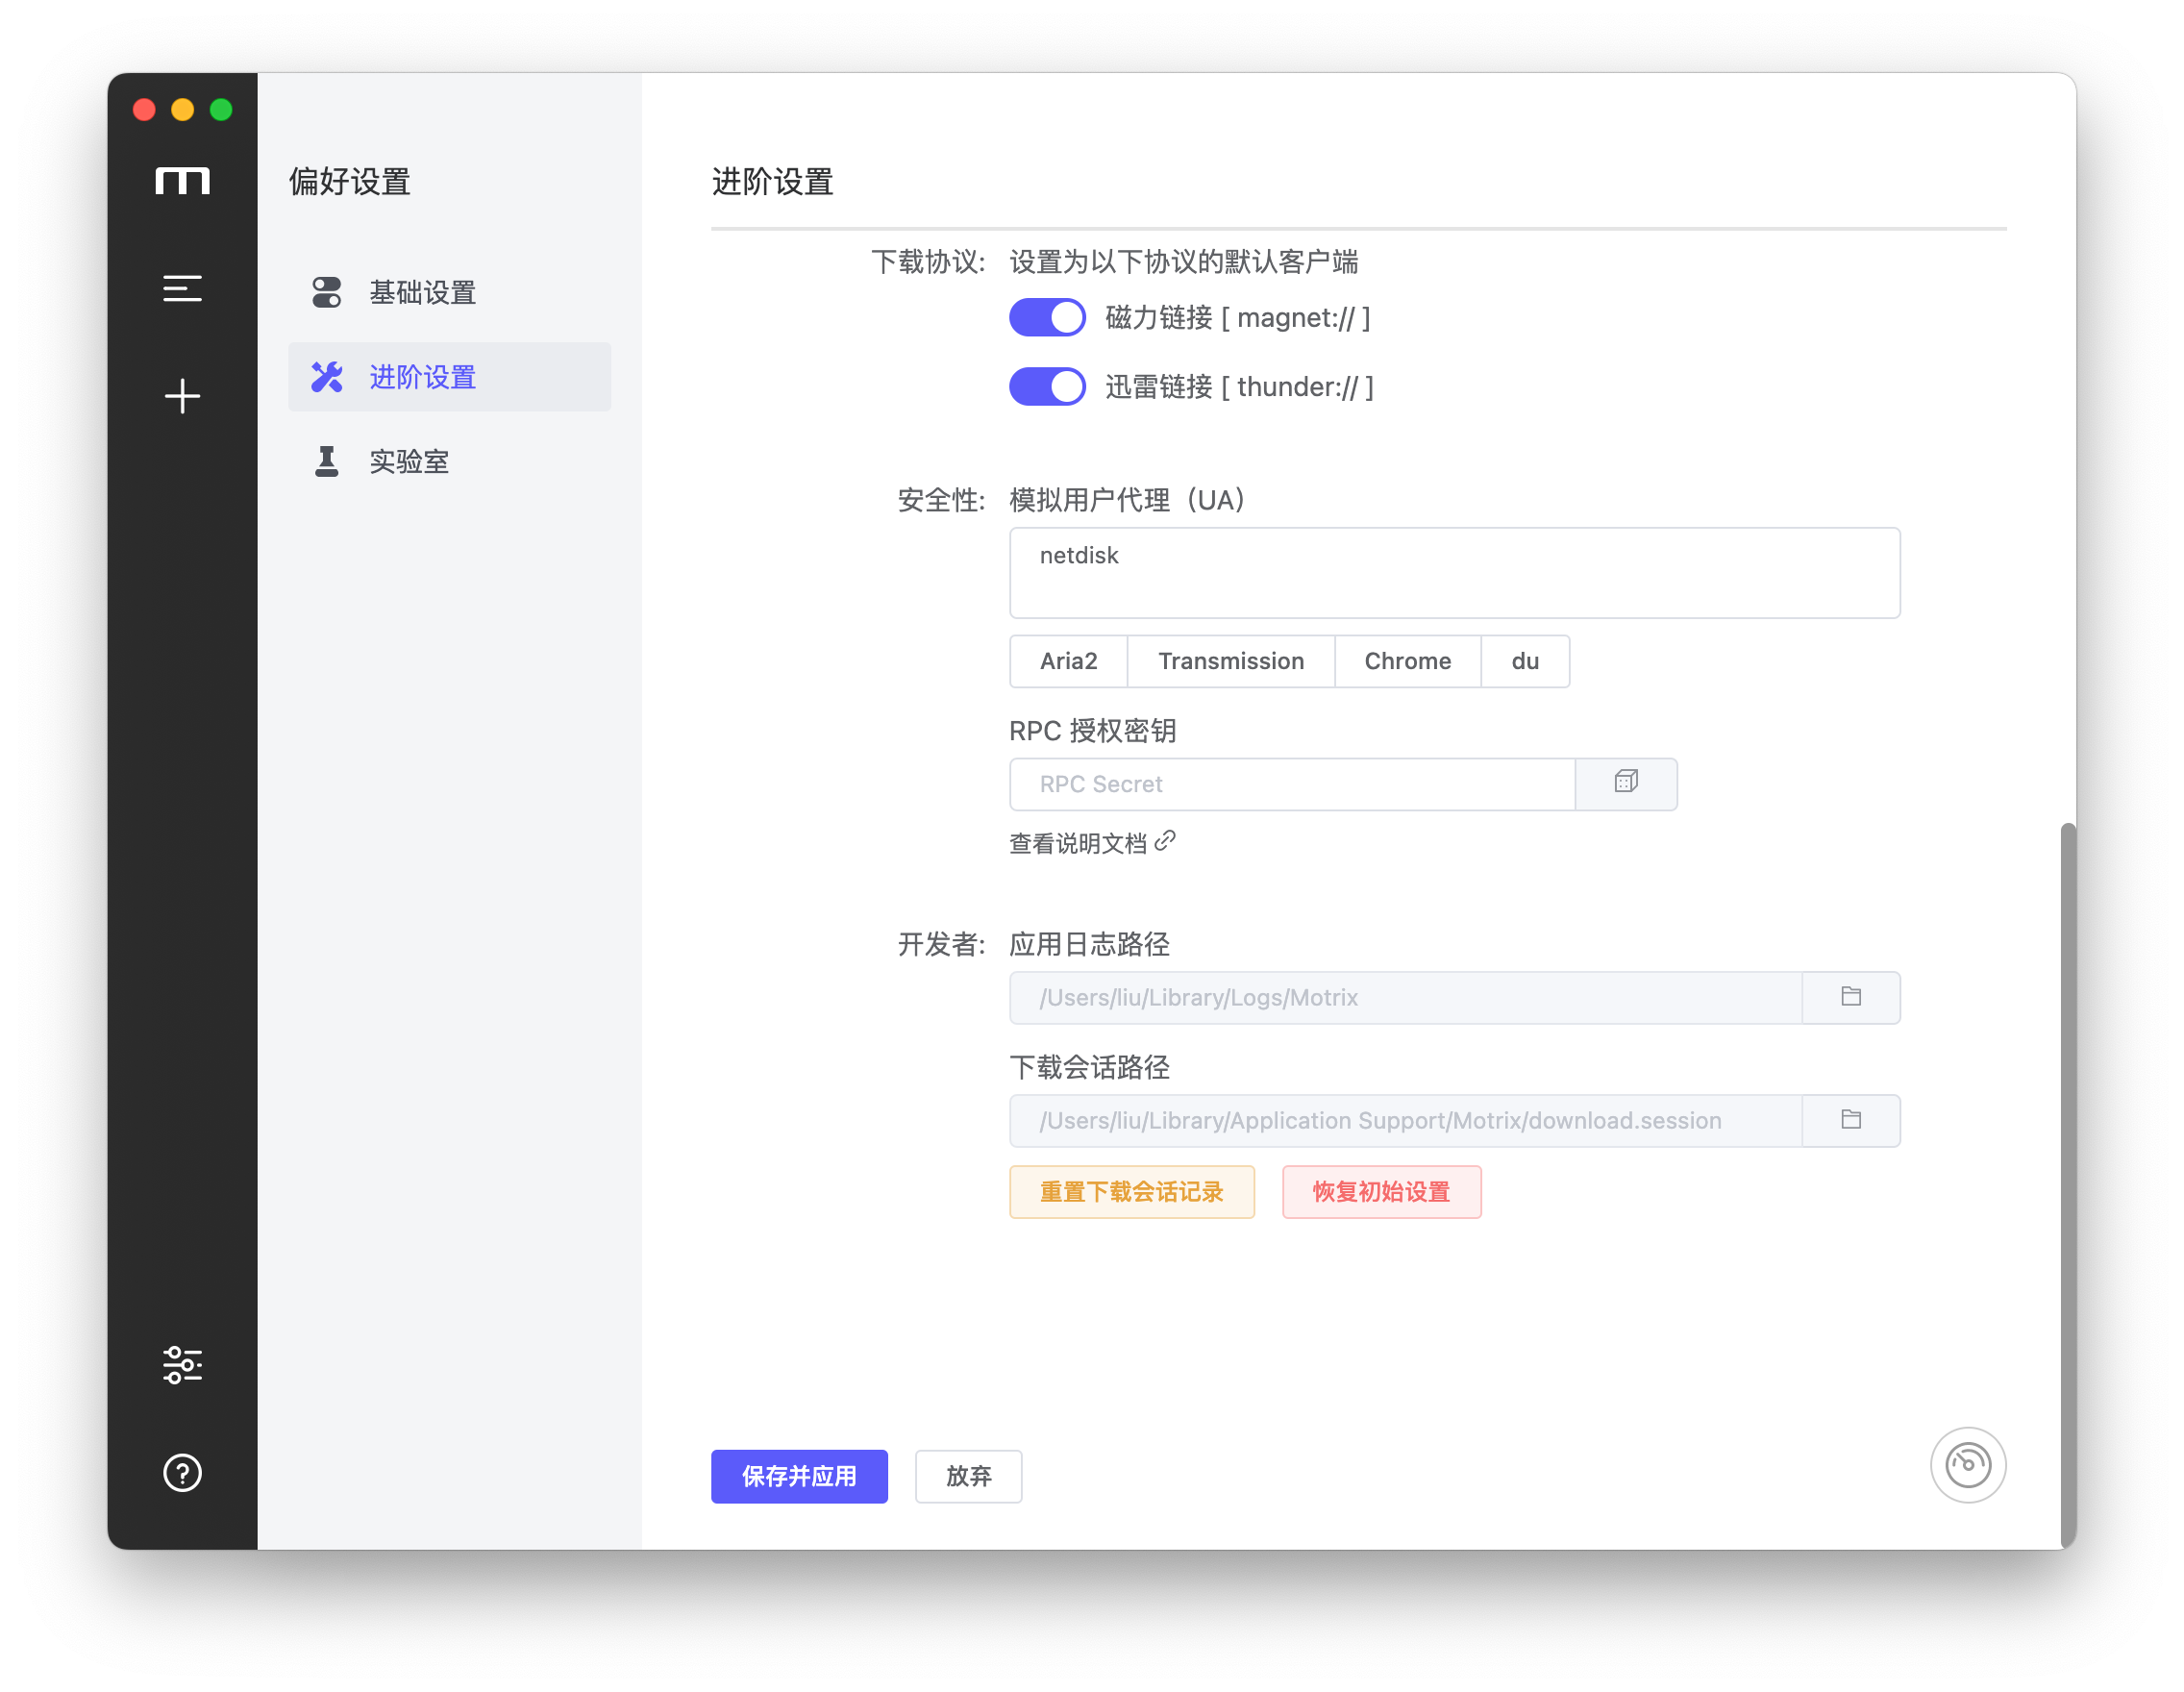 偏好设置
基础设置
进阶设置
实验室
进阶设置
下载协议: 设置为以下协议的默认客户端
磁力链接 [ magnet:// ]
迅雷链接 [ thunder:// ]
安全性: 模拟用户代理（UA）
netdisk
Aria2 Transmission Chrome du
RPC 授权密钥
RPC Secret
查看说明文档
开发者: 应用日志路径
/Users/liu/Library/Logs/Motrix
下载会话路径
/Users/liu/Library/Application Support/Motrix/download.session
重置下载会话记录 恢复初始设置
保存并应用 放弃